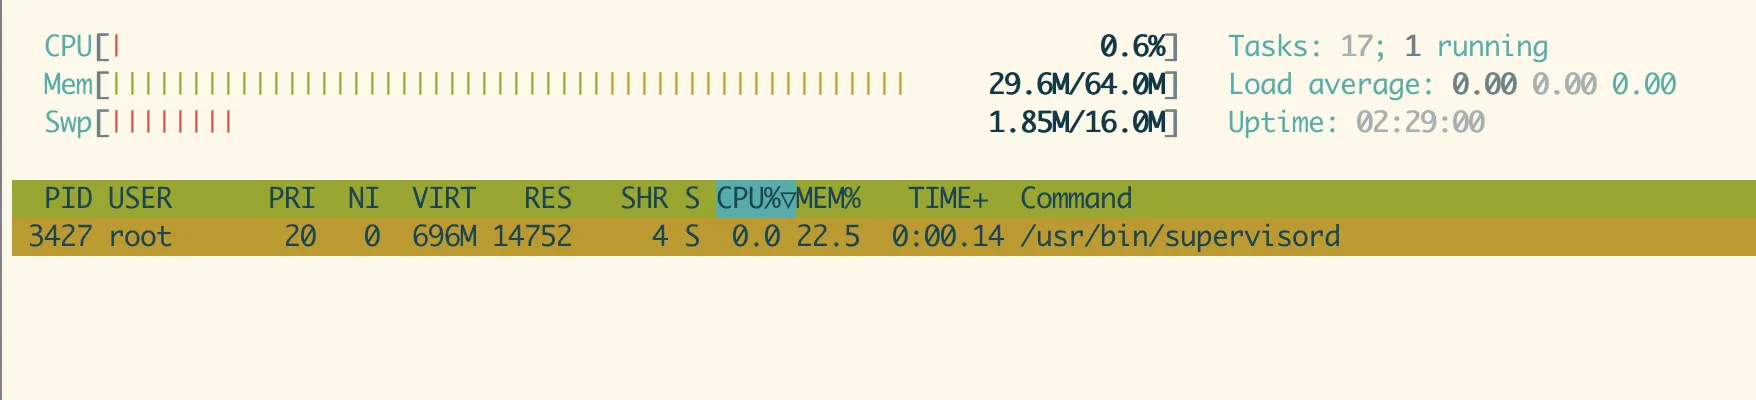 CPU[| 0.6%] Tasks: 17; 1 running
Mem[|||||||||||||||||||||||||||||||||||||||||||||||||| 29.6M/64.0M] Load average: 0.00 0.00 0.00
Swp[|||||||| 1.85M/16.0M] Uptime: 02:29:00
PID USER PRI NI VIRT RES SHR S CPU%▽MEM% TIME+ Command
3427 root 20 0 696M 14752 4 S 0.0 22.5 0:00.14 /usr/bin/supervisord